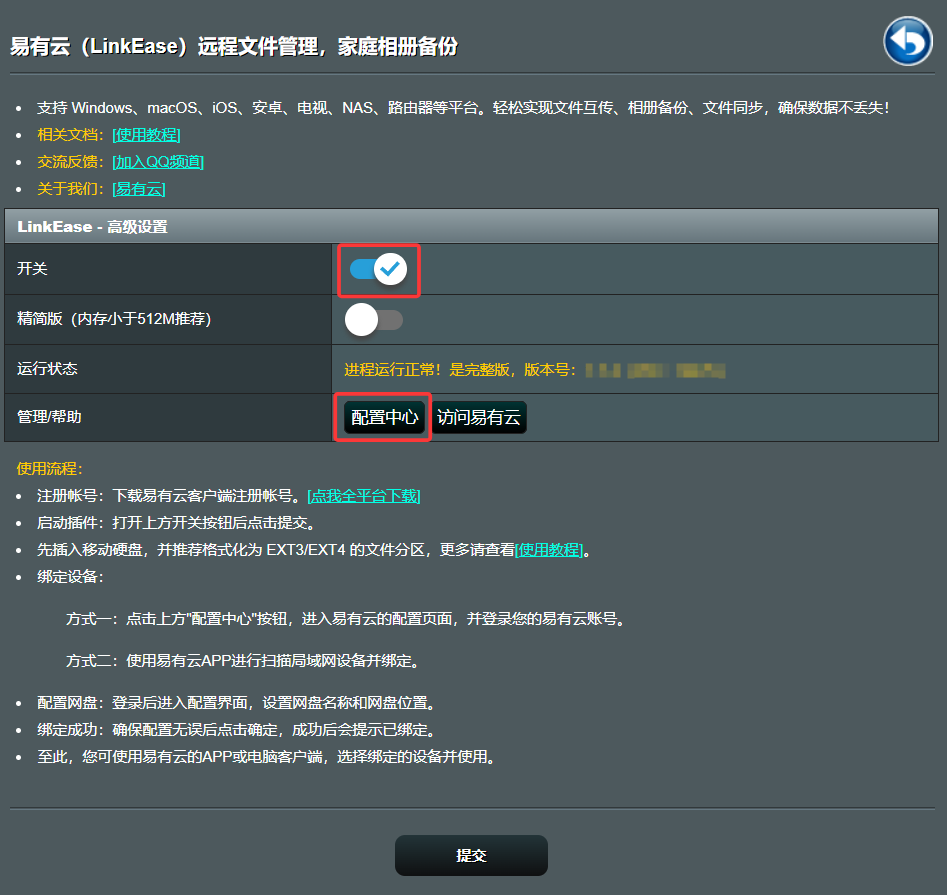 易有云（LinkEase）远程文件管理，家庭相册备份
支持 Windows、macOS、iOS、安卓、电视、NAS、路由器等平台。轻松实现文件互传、相册备份、文件同步，确保数据不丢失！
相关文档：[使用教程]
交流反馈：[加入QQ频道]
关于我们：[易有云]
LinkEase - 高级设置
开关
精简版（内存小于512M推荐）
运行状态 进程运行正常！是完整版，版本号：
管理/帮助 配置中心 访问易有云
使用流程：
注册帐号：下载易有云客户端注册帐号。[点我全平台下载]
启动插件：打开上方开关按钮后点击提交。
先插入移动硬盘，并推荐格式化为 EXT3/EXT4 的文件分区，更多请查看[使用教程]。
绑定设备：
方式一：点击上方"配置中心"按钮，进入易有云的配置页面，并登录您的易有云账号。
方式二：使用易有云APP进行扫描局域网设备并绑定。
配置网盘：登录后进入配置界面，设置网盘名称和网盘位置。
绑定成功：确保配置无误后点击确定，成功后会提示已绑定。
至此，您可使用易有云的APP或电脑客户端，选择绑定的设备并使用。
提交